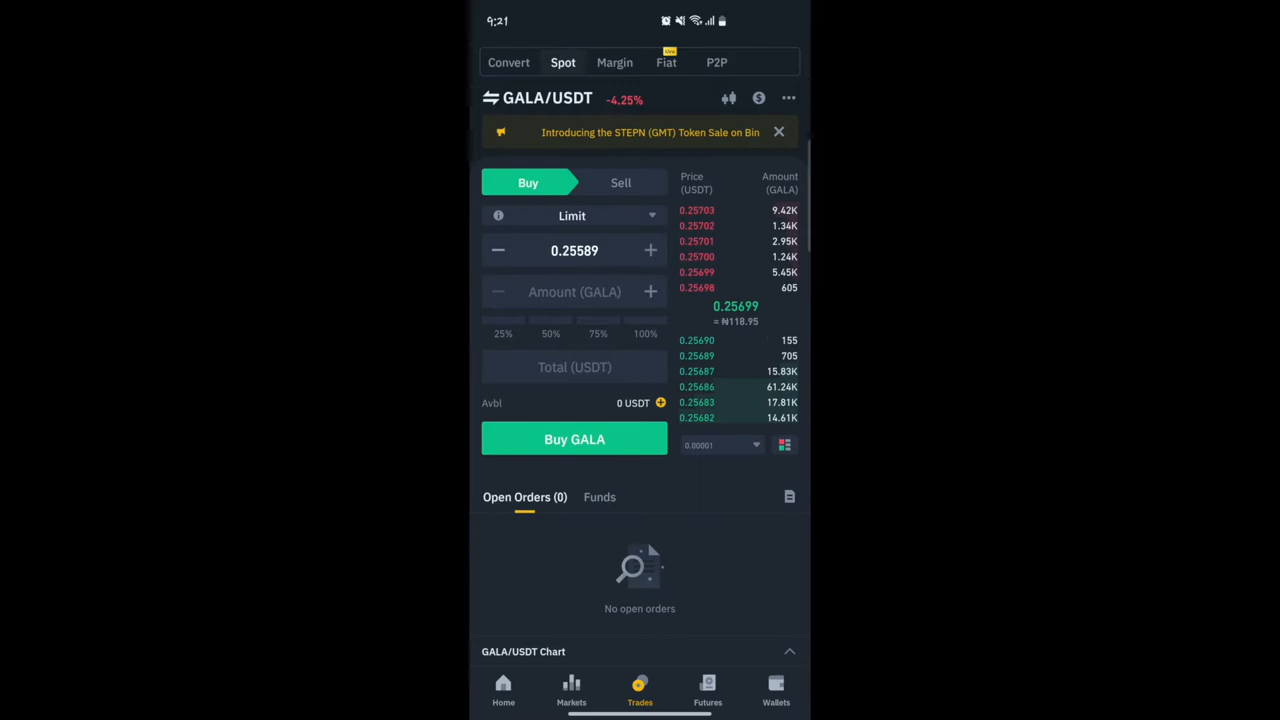 9:21
Convert Spot Margin Fiat P2P
GALA/USDT -4.25%
Introducing the STEPN (GMT) Token Sale on Bin
Buy Sell
Limit
0.25589
Amount (GALA)
25% 50% 75% 100%
Total (USDT)
Avbl 0 USDT
Buy GALA
Price Amount
(USDT) (GALA)
0.25703 9.42K
0.25702 1.34K
0.25701 2.95K
0.25700 1.24K
0.25699 5.45K
0.25698 605
0.25699
≈ ₦118.95
0.25690 155
0.25689 705
0.25687 15.83K
0.25686 61.24K
0.25683 17.81K
0.25682 14.61K
0.00001
Open Orders (0) Funds
No open orders
GALA/USDT Chart
Home Markets Trades Futures Wallets